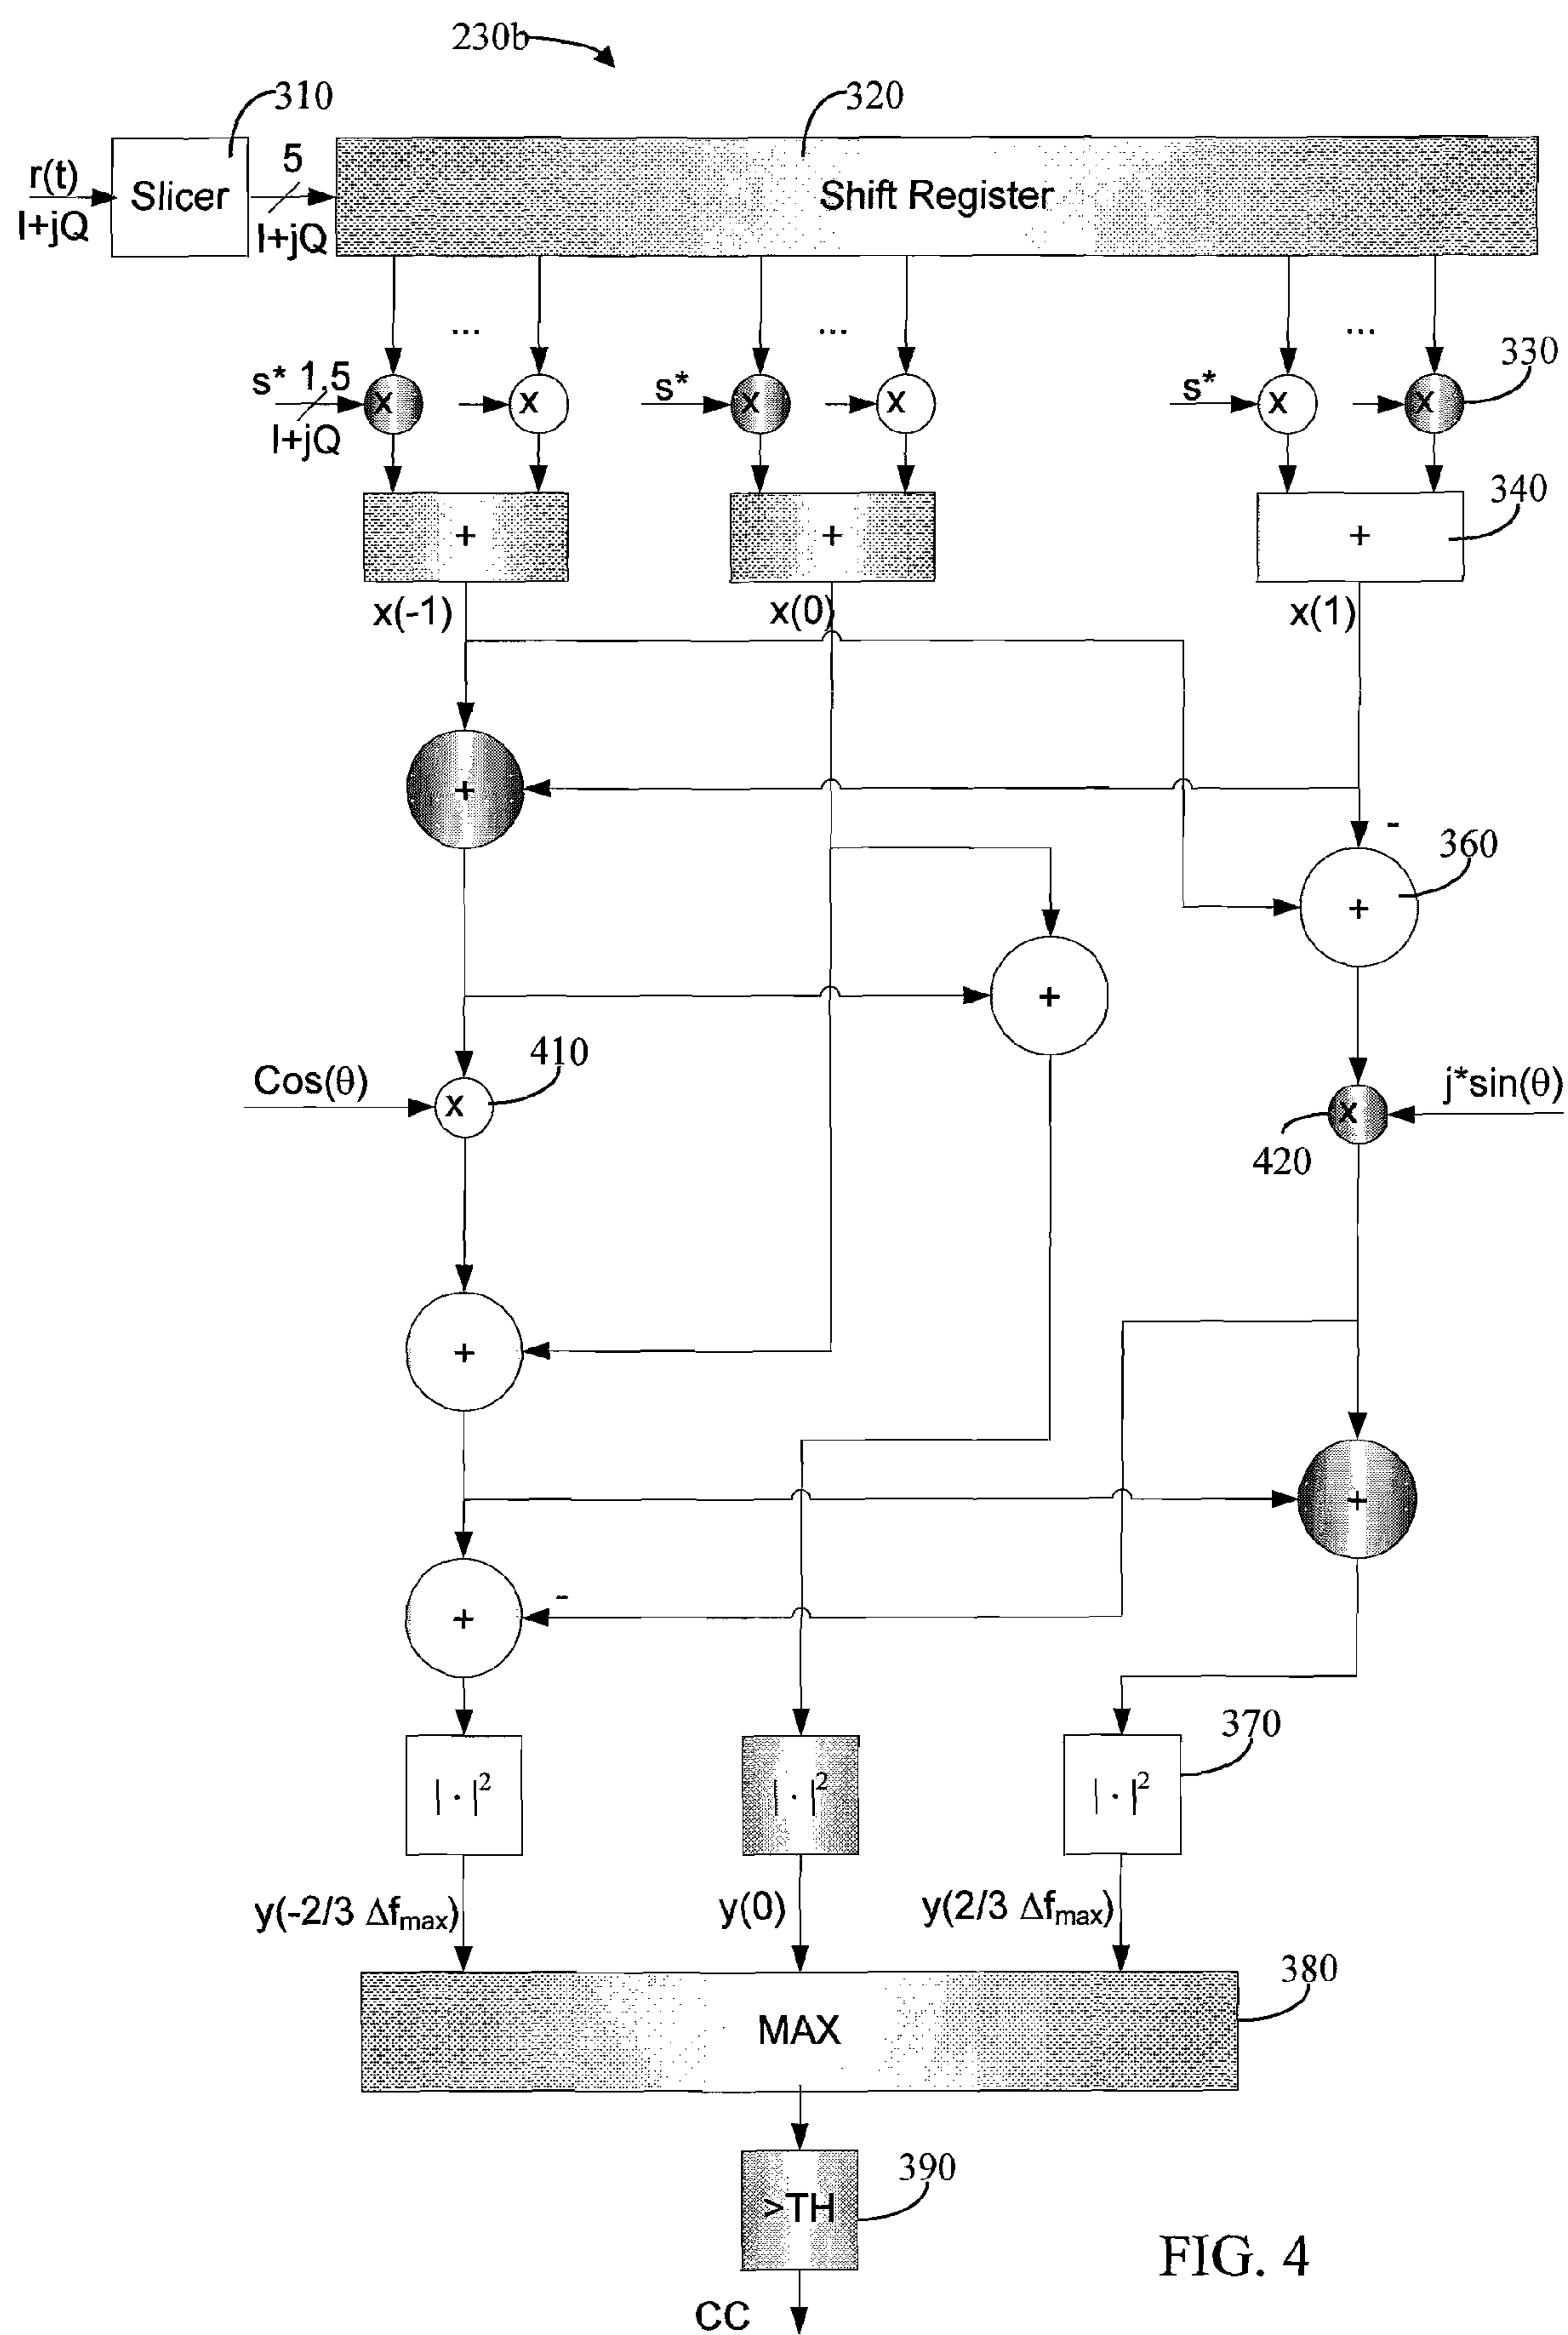 230b
310
320
r(t)
I+jQ
Slicer
5
I+jQ
Shift Register
... ... ...
s* 1,5
I+jQ
x x
s*
x x
s*
x x
330
+ + +
340
x(-1) x(0) x(1)
+
-
360
+
+
Cos(θ)
x
410
x
j*sin(θ)
420
+
+
+
-
370
|·|² |·|² |·|²
y(-2/3 Δfmax) y(0) y(2/3 Δfmax)
MAX
380
>TH
390
CC
FIG. 4